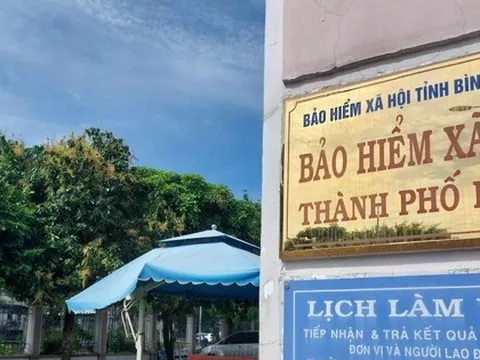 BẢO HIỂM XÃ HỘI TỈNH BÌN
BẢO HIỂM XÃ
THÀNH PHỐ
LỊCH LÀM
TIẾP NHẬN & TRẢ KẾT QUẢ
ĐƠN VỊ VÀ NGƯỜI LAO Đ